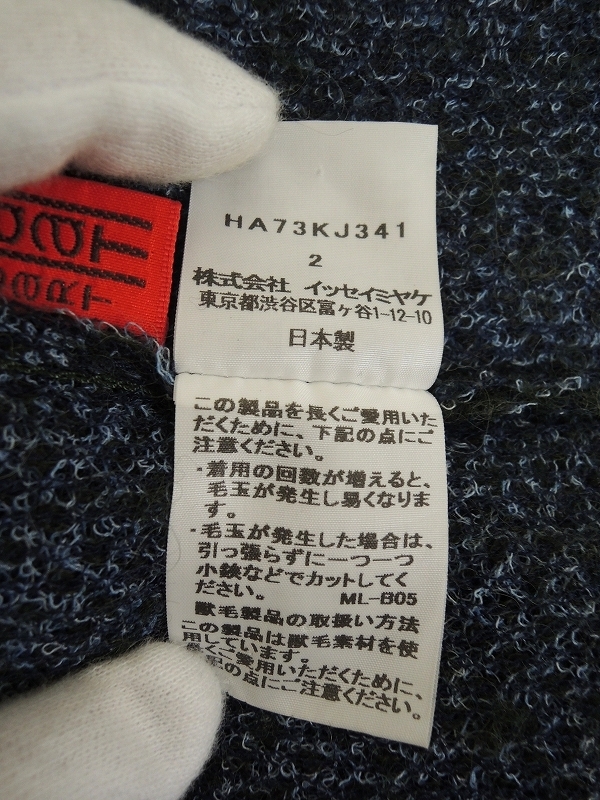 HA73KJ341
2
株式会社 イッセイミヤケ
東京都渋谷区富ヶ谷1-12-10
日本製
この製品を長くご愛用いた
だくために、下記の点にご
注意ください。
・着用の回数が増えると、
毛玉が発生し易くなりま
す。
・毛玉が発生した場合は、
引っ張らずに一つ一つ
小鋏などでカットしてく
ださい。 ML-B05
獣毛製品の取扱い方法
この製品は獣毛素材を使
用しています。
長くご愛用いただくために、
下記の点にご注意ください。